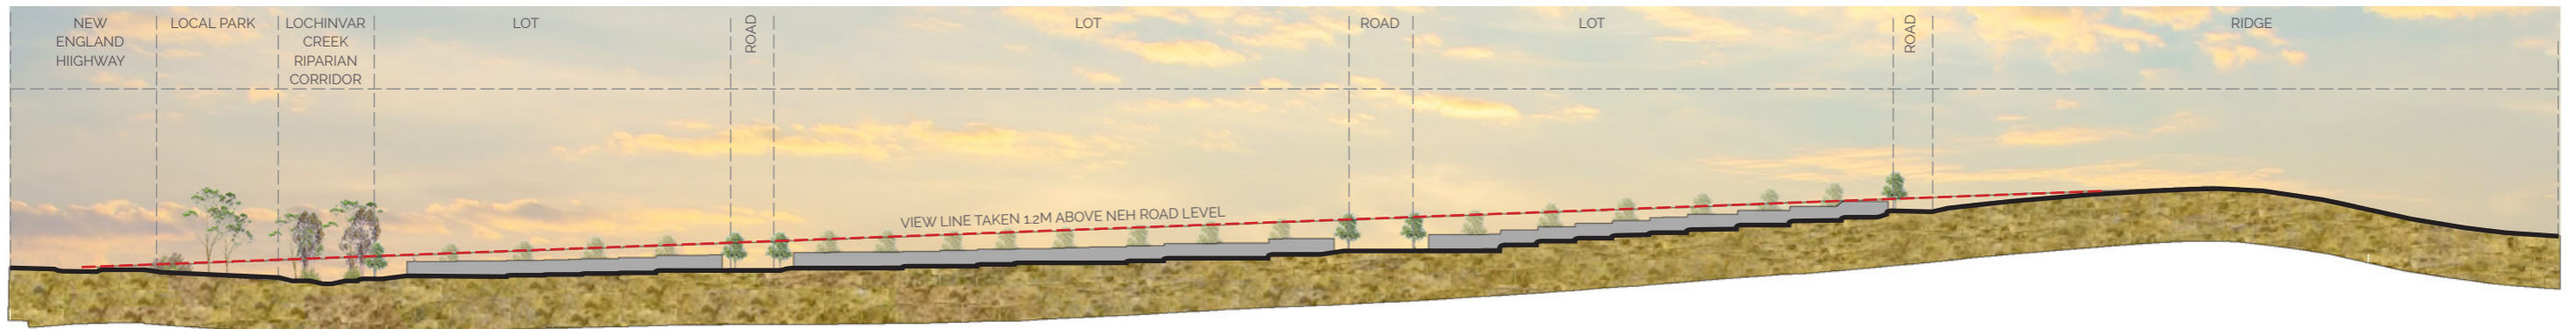 NEW
ENGLAND
HIIGHWAY
LOCAL PARK
LOCHINVAR
CREEK
RIPARIAN
CORRIDOR
LOT
ROAD
LOT
ROAD
LOT
ROAD
RIDGE
VIEW LINE TAKEN 1.2M ABOVE NEH ROAD LEVEL